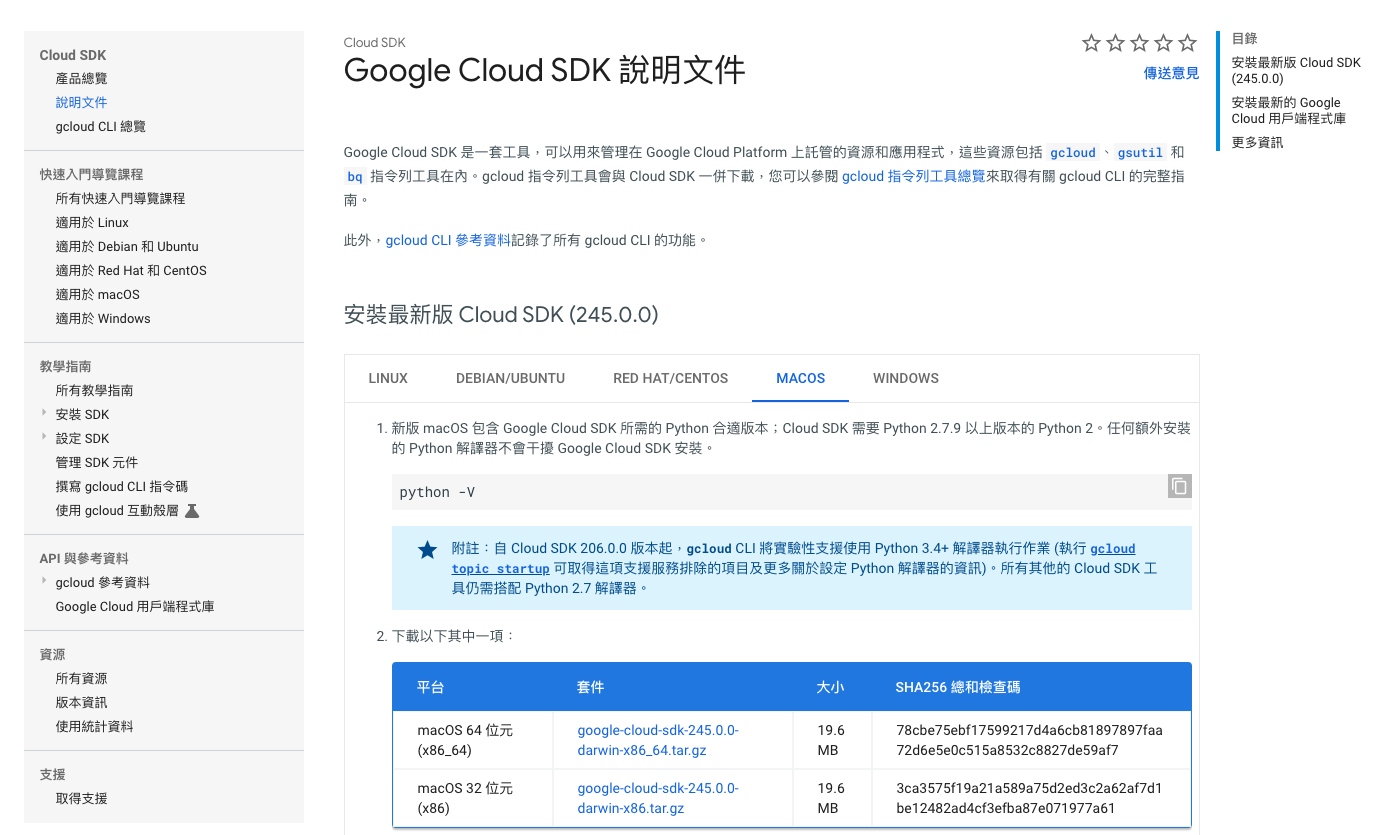 Cloud SDK
產品總覽
說明文件
gcloud CLI 總覽
快速入門導覽課程
所有快速入門導覽課程
適用於 Linux
適用於 Debian 和 Ubuntu
適用於 Red Hat 和 CentOS
適用於 macOS
適用於 Windows
教學指南
所有教學指南
安裝 SDK
設定 SDK
管理 SDK 元件
撰寫 gcloud CLI 指令碼
使用 gcloud 互動殼層
API 與參考資料
gcloud 參考資料
Google Cloud 用戶端程式庫
資源
所有資源
版本資訊
使用統計資料
支援
取得支援
Cloud SDK
Google Cloud SDK 說明文件
傳送意見
Google Cloud SDK 是一套工具，可以用來管理在 Google Cloud Platform 上託管的資源和應用程式，這些資源包括 gcloud、gsutil 和
bq 指令列工具在內。gcloud 指令列工具會與 Cloud SDK 一併下載，您可以參閱 gcloud 指令列工具總覽來取得有關 gcloud CLI 的完整指
南。
此外，gcloud CLI 參考資料記錄了所有 gcloud CLI 的功能。
安裝最新版 Cloud SDK (245.0.0)
LINUX DEBIAN/UBUNTU RED HAT/CENTOS MACOS WINDOWS
1. 新版 macOS 包含 Google Cloud SDK 所需的 Python 合適版本；Cloud SDK 需要 Python 2.7.9 以上版本的 Python 2。任何額外安裝
的 Python 解譯器不會干擾 Google Cloud SDK 安裝。
python -V
附註：自 Cloud SDK 206.0.0 版本起，gcloud CLI 將實驗性支援使用 Python 3.4+ 解譯器執行作業 (執行 gcloud
topic startup 可取得這項支援服務排除的項目及更多關於設定 Python 解譯器的資訊)。所有其他的 Cloud SDK 工
具仍需搭配 Python 2.7 解譯器。
2. 下載以下其中一項：
平台 套件 大小 SHA256 總和檢查碼
macOS 64 位元 google-cloud-sdk-245.0.0- 19.6 78cbe75ebf17599217d4a6cb81897897faa
(x86_64) darwin-x86_64.tar.gz MB 72d6e5e0c515a8532c8827de59af7
macOS 32 位元 google-cloud-sdk-245.0.0- 19.6 3ca3575f19a21a589a75d2ed3c2a62af7d1
(x86) darwin-x86.tar.gz MB be12482ad4cf3efba87e071977a61
目錄
安裝最新版 Cloud SDK
(245.0.0)
安裝最新的 Google
Cloud 用戶端程式庫
更多資訊